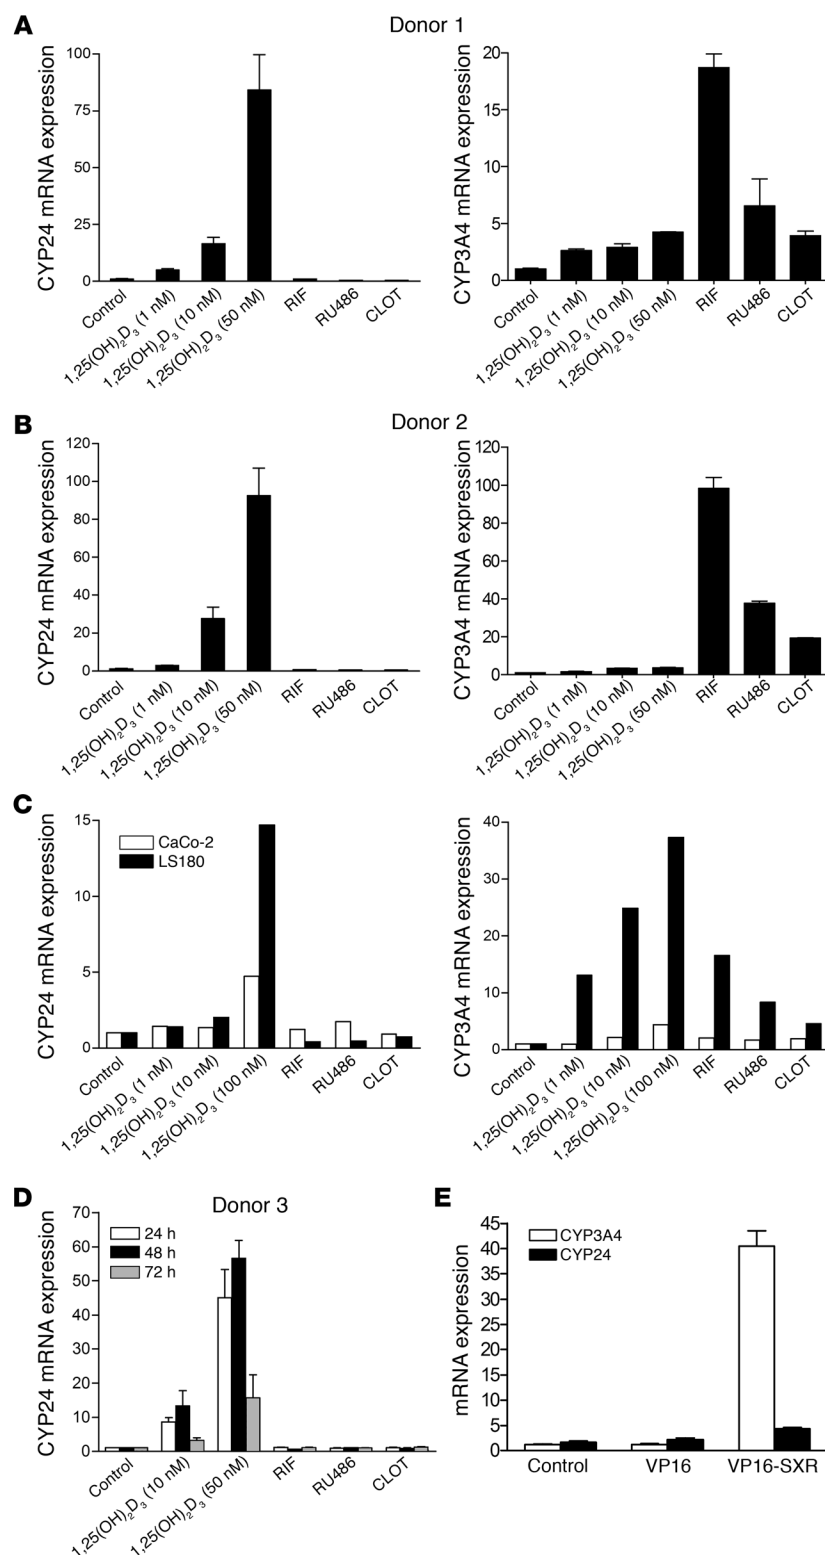 A
Donor 1
CYP24 mRNA expression
100
75
50
25
0
Control
1,25(OH)₂D₃ (1 nM)
1,25(OH)₂D₃ (10 nM)
1,25(OH)₂D₃ (50 nM)
RIF
RU486
CLOT
CYP3A4 mRNA expression
20
15
10
5
0
Control
1,25(OH)₂D₃ (1 nM)
1,25(OH)₂D₃ (10 nM)
1,25(OH)₂D₃ (50 nM)
RIF
RU486
CLOT
B
Donor 2
CYP24 mRNA expression
120
100
80
60
40
20
0
Control
1,25(OH)₂D₃ (1 nM)
1,25(OH)₂D₃ (10 nM)
1,25(OH)₂D₃ (50 nM)
RIF
RU486
CLOT
CYP3A4 mRNA expression
120
100
80
60
40
20
0
Control
1,25(OH)₂D₃ (1 nM)
1,25(OH)₂D₃ (10 nM)
1,25(OH)₂D₃ (50 nM)
RIF
RU486
CLOT
C
CYP24 mRNA expression
15
10
5
0
CaCo-2
LS180
Control
1,25(OH)₂D₃ (1 nM)
1,25(OH)₂D₃ (10 nM)
1,25(OH)₂D₃ (100 nM)
RIF
RU486
CLOT
CYP3A4 mRNA expression
40
30
20
10
0
Control
1,25(OH)₂D₃ (1 nM)
1,25(OH)₂D₃ (10 nM)
1,25(OH)₂D₃ (100 nM)
RIF
RU486
CLOT
D
Donor 3
CYP24 mRNA expression
70
60
50
40
30
20
10
0
24 h
48 h
72 h
Control
1,25(OH)₂D₃ (10 nM)
1,25(OH)₂D₃ (50 nM)
RIF
RU486
CLOT
E
mRNA expression
45
40
35
30
25
20
15
10
5
0
CYP3A4
CYP24
Control
VP16
VP16-SXR